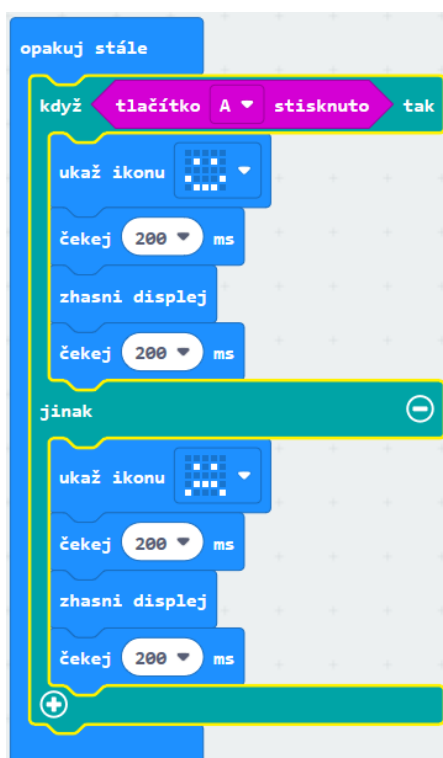 opakuj stále
když tlačítko A stisknuto tak
ukaž ikonu
čekej 200 ms
zhasni displej
čekej 200 ms
jinak
ukaž ikonu
čekej 200 ms
zhasni displej
čekej 200 ms